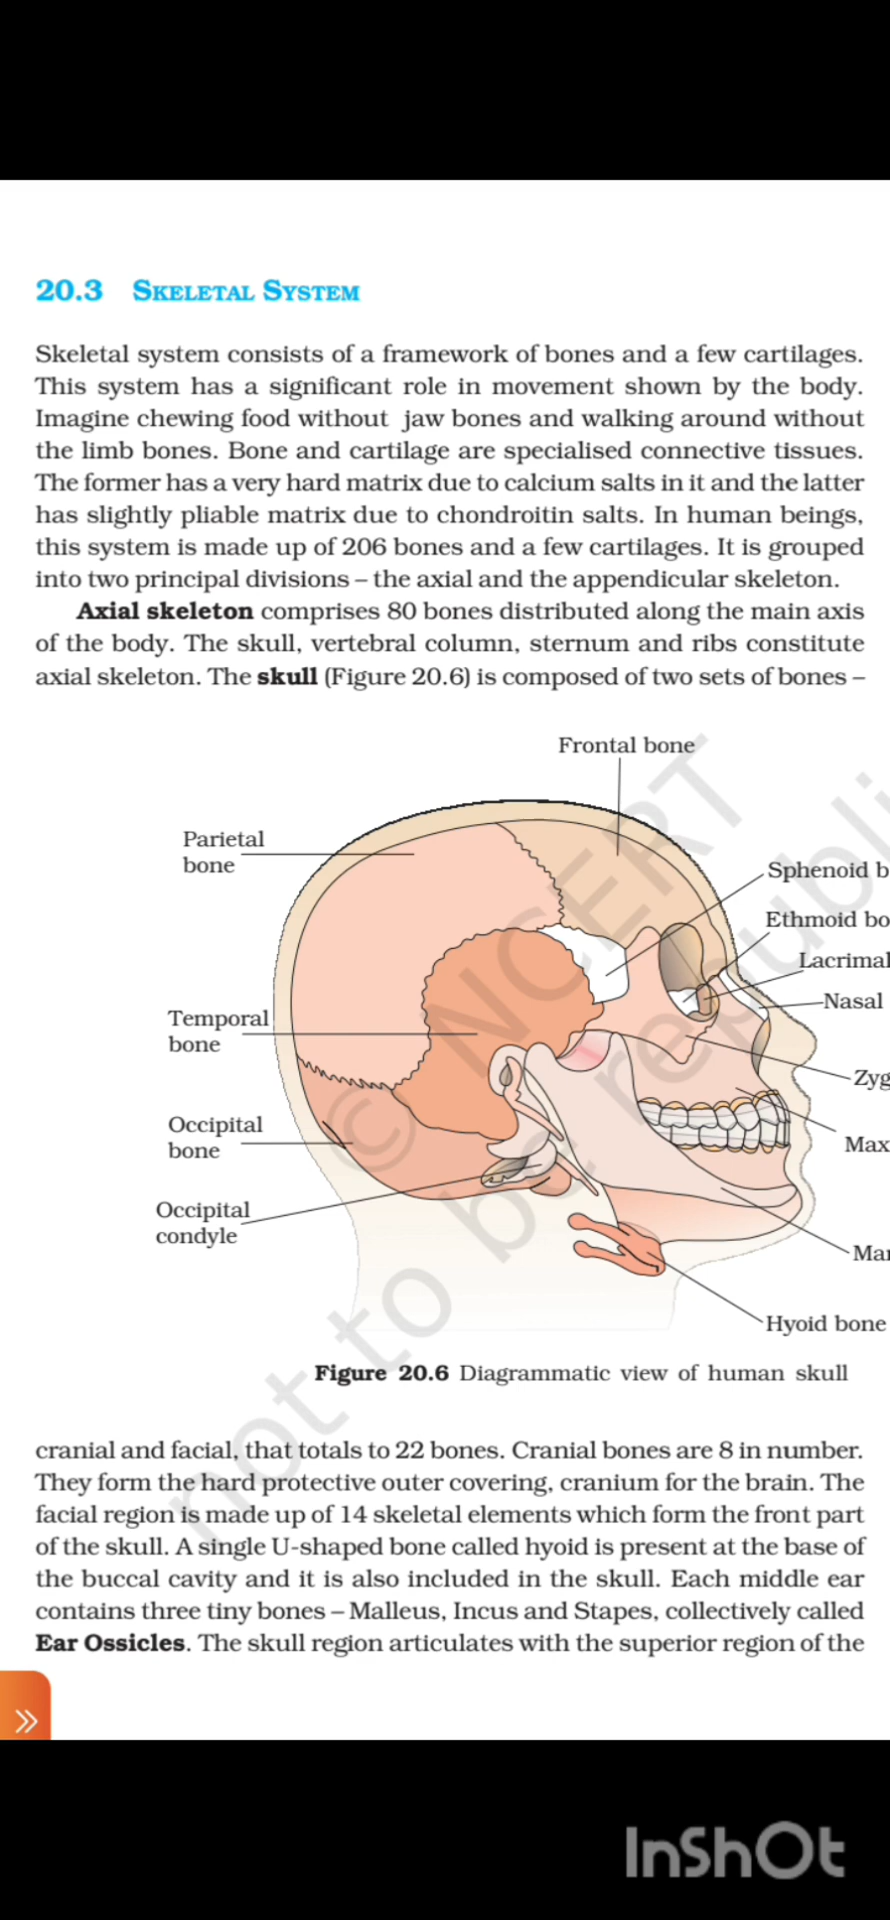 20.3 SKELETAL SYSTEM
Skeletal system consists of a framework of bones and a few cartilages.
This system has a significant role in movement shown by the body.
Imagine chewing food without jaw bones and walking around without
the limb bones. Bone and cartilage are specialised connective tissues.
The former has a very hard matrix due to calcium salts in it and the latter
has slightly pliable matrix due to chondroitin salts. In human beings,
this system is made up of 206 bones and a few cartilages. It is grouped
into two principal divisions – the axial and the appendicular skeleton.
Axial skeleton comprises 80 bones distributed along the main axis
of the body. The skull, vertebral column, sternum and ribs constitute
axial skeleton. The skull (Figure 20.6) is composed of two sets of bones –
Frontal bone
Parietal
bone
Sphenoid b
Ethmoid bo
Lacrimal
Nasal
Temporal
bone
Zyg
Occipital
bone
Max
Occipital
condyle
Man
Hyoid bone
© NCERT
not to be republi
Figure 20.6 Diagrammatic view of human skull
cranial and facial, that totals to 22 bones. Cranial bones are 8 in number.
They form the hard protective outer covering, cranium for the brain. The
facial region is made up of 14 skeletal elements which form the front part
of the skull. A single U-shaped bone called hyoid is present at the base of
the buccal cavity and it is also included in the skull. Each middle ear
contains three tiny bones – Malleus, Incus and Stapes, collectively called
Ear Ossicles. The skull region articulates with the superior region of the
InShOt